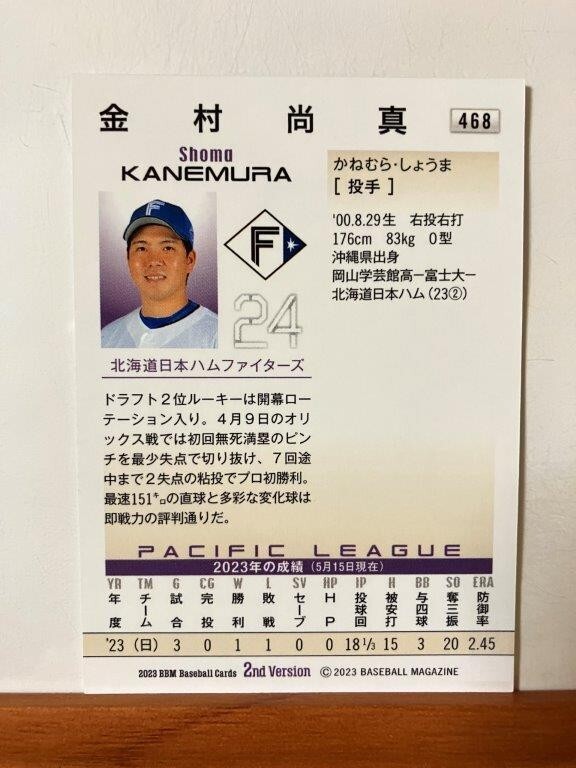 金村尚真
468
Shoma
KANEMURA
かねむら・しょうま
[ 投手 ]
'00.8.29生 右投右打
176cm 83kg O型
沖縄県出身
岡山学芸館高ー富士大ー
北海道日本ハム(23②)
F
24
北海道日本ハムファイターズ
ドラフト2位ルーキーは開幕ロー
テーション入り。4月9日のオリ
ックス戦では初回無死満塁のピン
チを最少失点で切り抜け、7回途
中まで2失点の粘投でプロ初勝利。
最速151㌔の直球と多彩な変化球は
即戦力の評判通りだ。
PACIFIC LEAGUE
2023年の成績 (5月15日現在)
YR TM G CG W L SV HP IP H BB SO ERA
年度 チーム 試合 完投 勝利 敗戦 セーブ HP 投球回 被安打 与四球 奪三振 防御率
'23 (日) 3 0 1 1 0 0 18 1/3 15 3 20 2.45
2023 BBM Baseball Cards 2nd Version ©2023 BASEBALL MAGAZINE